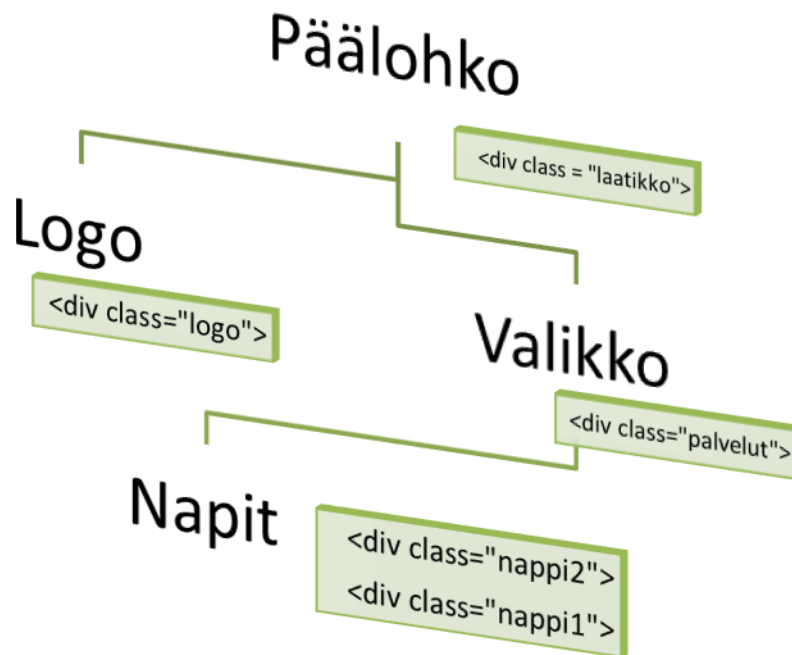 Päälohko
<div class = "laatikko">
Logo
<div class="logo">
Valikko
<div class="palvelut">
Napit
<div class="nappi2">
<div class="nappi1">